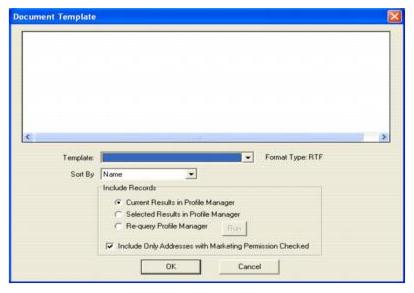 Document Template
Template: Format Type: RTF
Sort By Name
Include Records
Current Results in Profile Manager
Selected Results in Profile Manager
Re-query Profile Manager Run
Include Only Addresses with Marketing Permission Checked
OK Cancel